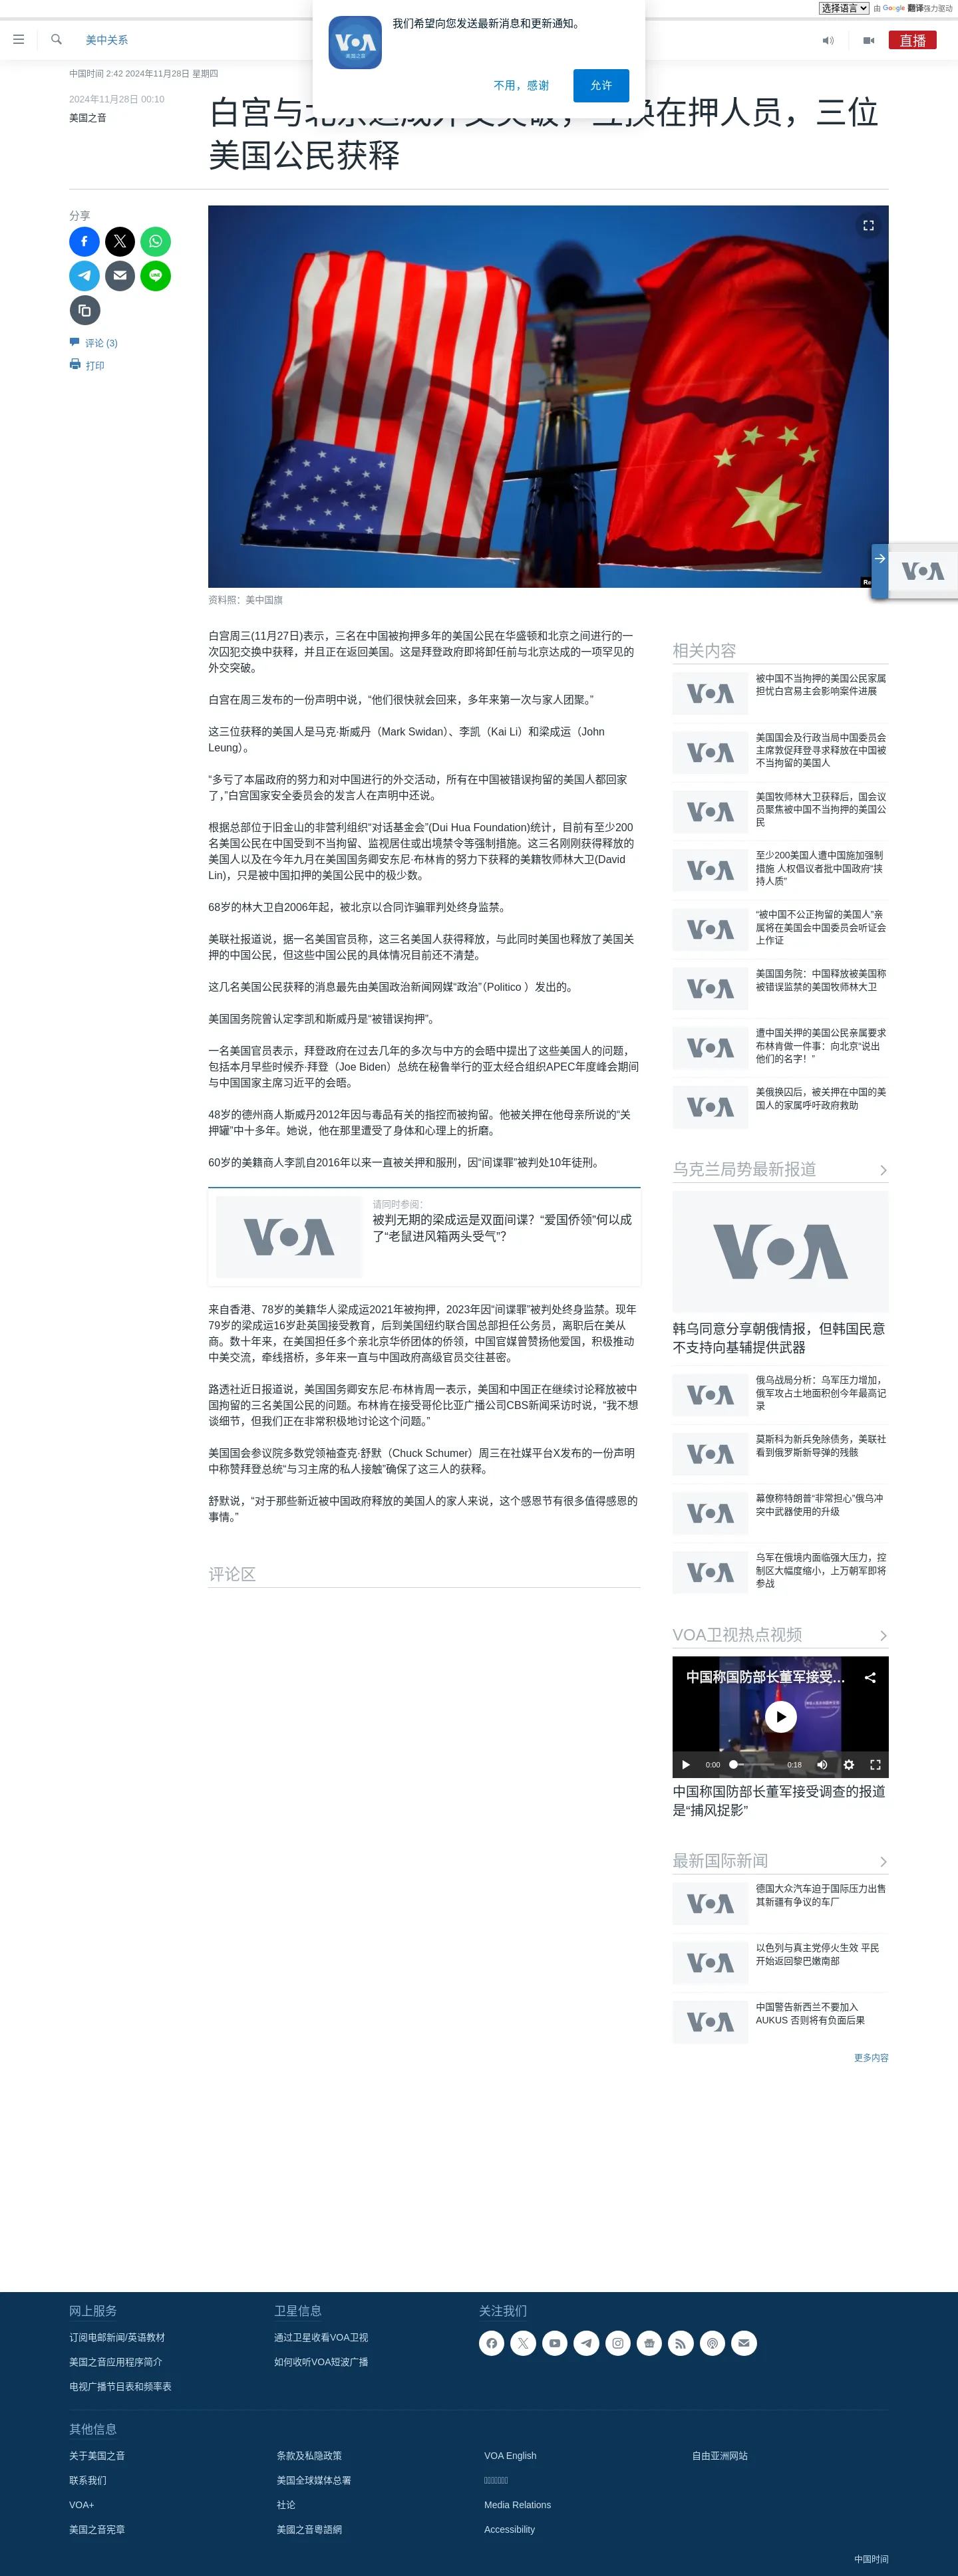 选择语言 由 Google 翻译强力驱动
我们希望向您发送最新消息和更新通知。
VOA
美国之音
不用，感谢
允许
美中关系
直播
中国时间 2:42 2024年11月28日 星期四
2024年11月28日 00:10
美国之音
白宫与北京达成外交突破，互换在押人员，三位
美国公民获释
分享
评论 (3)
打印
资料照：美中国旗
白宫周三(11月27日)表示，三名在中国被拘押多年的美国公民在华盛顿和北京之间进行的一
次囚犯交换中获释，并且正在返回美国。这是拜登政府即将卸任前与北京达成的一项罕见的
外交突破。
白宫在周三发布的一份声明中说，“他们很快就会回来，多年来第一次与家人团聚。”
这三位获释的美国人是马克·斯威丹（Mark Swidan）、李凯（Kai Li）和梁成运（John
Leung）。
“多亏了本届政府的努力和对中国进行的外交活动，所有在中国被错误拘留的美国人都回家
了，”白宫国家安全委员会的发言人在声明中还说。
根据总部位于旧金山的非营利组织“对话基金会”(Dui Hua Foundation)统计，目前有至少200
名美国公民在中国受到不当拘留、监视居住或出境禁令等强制措施。这三名刚刚获得释放的
美国人以及在今年九月在美国国务卿安东尼·布林肯的努力下获释的美籍牧师林大卫(David
Lin)，只是被中国扣押的美国公民中的极少数。
68岁的林大卫自2006年起，被北京以合同诈骗罪判处终身监禁。
美联社报道说，据一名美国官员称，这三名美国人获得释放，与此同时美国也释放了美国关
押的中国公民，但这些中国公民的具体情况目前还不清楚。
这几名美国公民获释的消息最先由美国政治新闻网媒“政治”（Politico ）发出的。
美国国务院曾认定李凯和斯威丹是“被错误拘押”。
一名美国官员表示，拜登政府在过去几年的多次与中方的会晤中提出了这些美国人的问题，
包括本月早些时候乔·拜登（Joe Biden）总统在秘鲁举行的亚太经合组织APEC年度峰会期间
与中国国家主席习近平的会晤。
48岁的德州商人斯威丹2012年因与毒品有关的指控而被拘留。他被关押在他母亲所说的“关
押罐”中十多年。她说，他在那里遭受了身体和心理上的折磨。
60岁的美籍商人李凯自2016年以来一直被关押和服刑，因“间谍罪”被判处10年徒刑。
VOA
请同时参阅：
被判无期的梁成运是双面间谍？“爱国侨领”何以成
了“老鼠进风箱两头受气”？
来自香港、78岁的美籍华人梁成运2021年被拘押，2023年因“间谍罪”被判处终身监禁。现年
79岁的梁成运16岁赴英国接受教育，后到美国纽约联合国总部担任公务员，离职后在美从
商。数十年来，在美国担任多个亲北京华侨团体的侨领，中国官媒曾赞扬他爱国，积极推动
中美交流，牵线搭桥，多年来一直与中国政府高级官员交往甚密。
路透社近日报道说，美国国务卿安东尼·布林肯周一表示，美国和中国正在继续讨论释放被中
国拘留的三名美国公民的问题。布林肯在接受哥伦比亚广播公司CBS新闻采访时说，“我不想
谈细节，但我们正在非常积极地讨论这个问题。”
美国国会参议院多数党领袖查克·舒默（Chuck Schumer）周三在社媒平台X发布的一份声明
中称赞拜登总统“与习主席的私人接触”确保了这三人的获释。
舒默说，“对于那些新近被中国政府释放的美国人的家人来说，这个感恩节有很多值得感恩的
事情。”
评论区
VOA
相关内容
VOA
被中国不当拘押的美国公民家属
担忧白宫易主会影响案件进展
VOA
美国国会及行政当局中国委员会
主席敦促拜登寻求释放在中国被
不当拘留的美国人
VOA
美国牧师林大卫获释后，国会议
员聚焦被中国不当拘押的美国公
民
VOA
至少200美国人遭中国施加强制
措施 人权倡议者批中国政府“挟
持人质”
VOA
“被中国不公正拘留的美国人”亲
属将在美国会中国委员会听证会
上作证
VOA
美国国务院：中国释放被美国称
被错误监禁的美国牧师林大卫
VOA
遭中国关押的美国公民亲属要求
布林肯做一件事：向北京“说出
他们的名字！”
VOA
美俄换囚后，被关押在中国的美
国人的家属呼吁政府救助
乌克兰局势最新报道
VOA
韩乌同意分享朝俄情报，但韩国民意
不支持向基辅提供武器
VOA
俄乌战局分析：乌军压力增加，
俄军攻占土地面积创今年最高记
录
VOA
莫斯科为新兵免除债务，美联社
看到俄罗斯新导弹的残骸
VOA
幕僚称特朗普“非常担心”俄乌冲
突中武器使用的升级
VOA
乌军在俄境内面临强大压力，控
制区大幅度缩小，上万朝军即将
参战
VOA卫视热点视频
中国称国防部长董军接受...
0:00 0:18
中国称国防部长董军接受调查的报道
是“捕风捉影”
最新国际新闻
VOA
德国大众汽车迫于国际压力出售
其新疆有争议的车厂
VOA
以色列与真主党停火生效 平民
开始返回黎巴嫩南部
VOA
中国警告新西兰不要加入
AUKUS 否则将有负面后果
更多内容
网上服务
订阅电邮新闻/英语教材
美国之音应用程序简介
电视广播节目表和频率表
卫星信息
通过卫星收看VOA卫视
如何收听VOA短波广播
关注我们
其他信息
关于美国之音
联系我们
VOA+
美国之音宪章
条款及私隐政策
美国全球媒体总署
社论
美國之音粵語網
VOA English
Media Relations
Accessibility
自由亚洲网站
中国时间